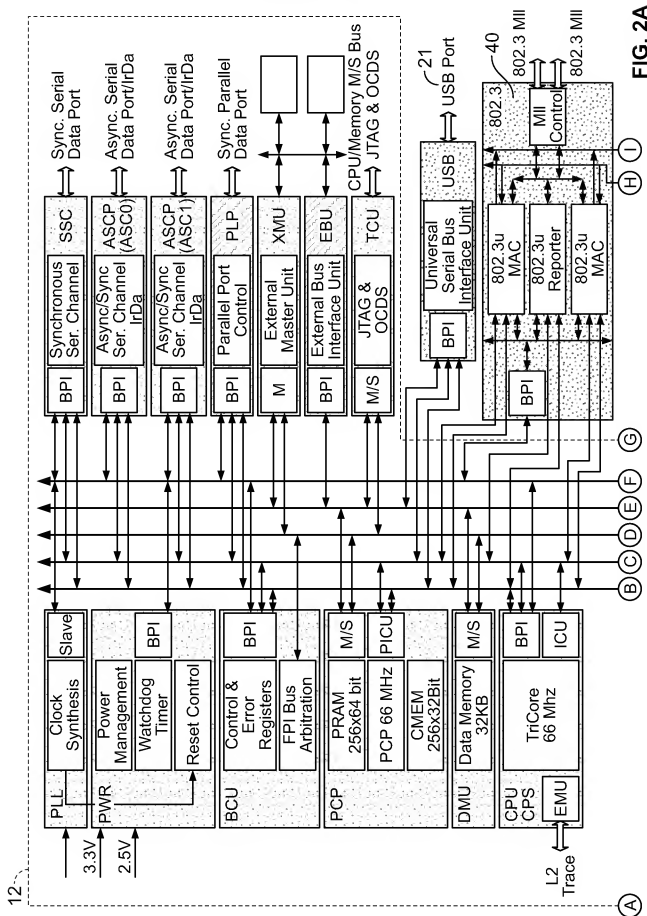 12
PLL
Clock
Synthesis
Slave
3.3V
2.5V
PWR
Power
Management
Watchdog
Timer
Reset Control
BPI
BCU
Control &
Error
Registers
FPI Bus
Arbitration
BPI
PCP
PRAM
256x64 bit
PCP 66 MHz
CMEM
256x32Bit
M/S
PICU
DMU
Data Memory
32KB
M/S
CPU
CPS
TriCore
66 Mhz
BPI
ICU
EMU
L2
Trace
BPI
Synchronous
Ser. Channel
SSC
Sync. Serial
Data Port
BPI
Async/Sync
Ser. Channel
IrDa
ASCP
(ASC0)
Async. Serial
Data Port/IrDa
BPI
Async/Sync
Ser. Channel
IrDa
ASCP
(ASC1)
Async. Serial
Data Port/IrDa
BPI
Parallel Port
Control
PLP
Sync. Parallel
Data Port
M
External
Master Unit
XMU
BPI
External Bus
Interface Unit
EBU
CPU/Memory M/S Bus
M/S
JTAG &
OCDS
TCU
JTAG & OCDS
BPI
Universal
Serial Bus
Interface Unit
USB
21
USB Port
BPI
802.3u
MAC
802.3u
Reporter
802.3u
MAC
802.3
40
MII
Control
802.3 MII
802.3 MII
A
B
C
D
E
F
G
H
I
FIG. 2A